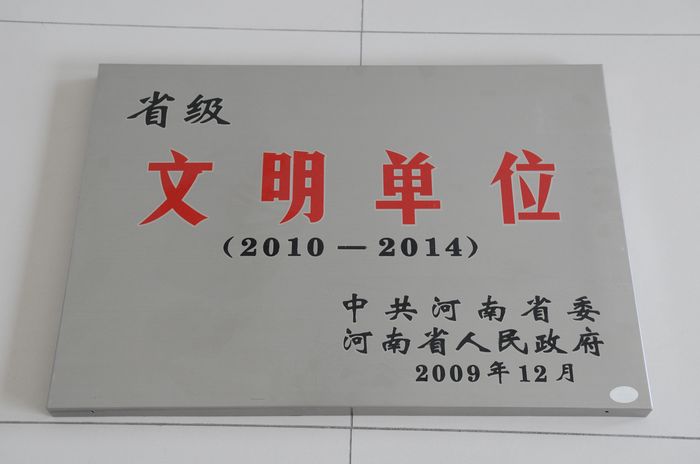 省级
文明单位
(2010—2014)
中共河南省委
河南省人民政府
2009年12月